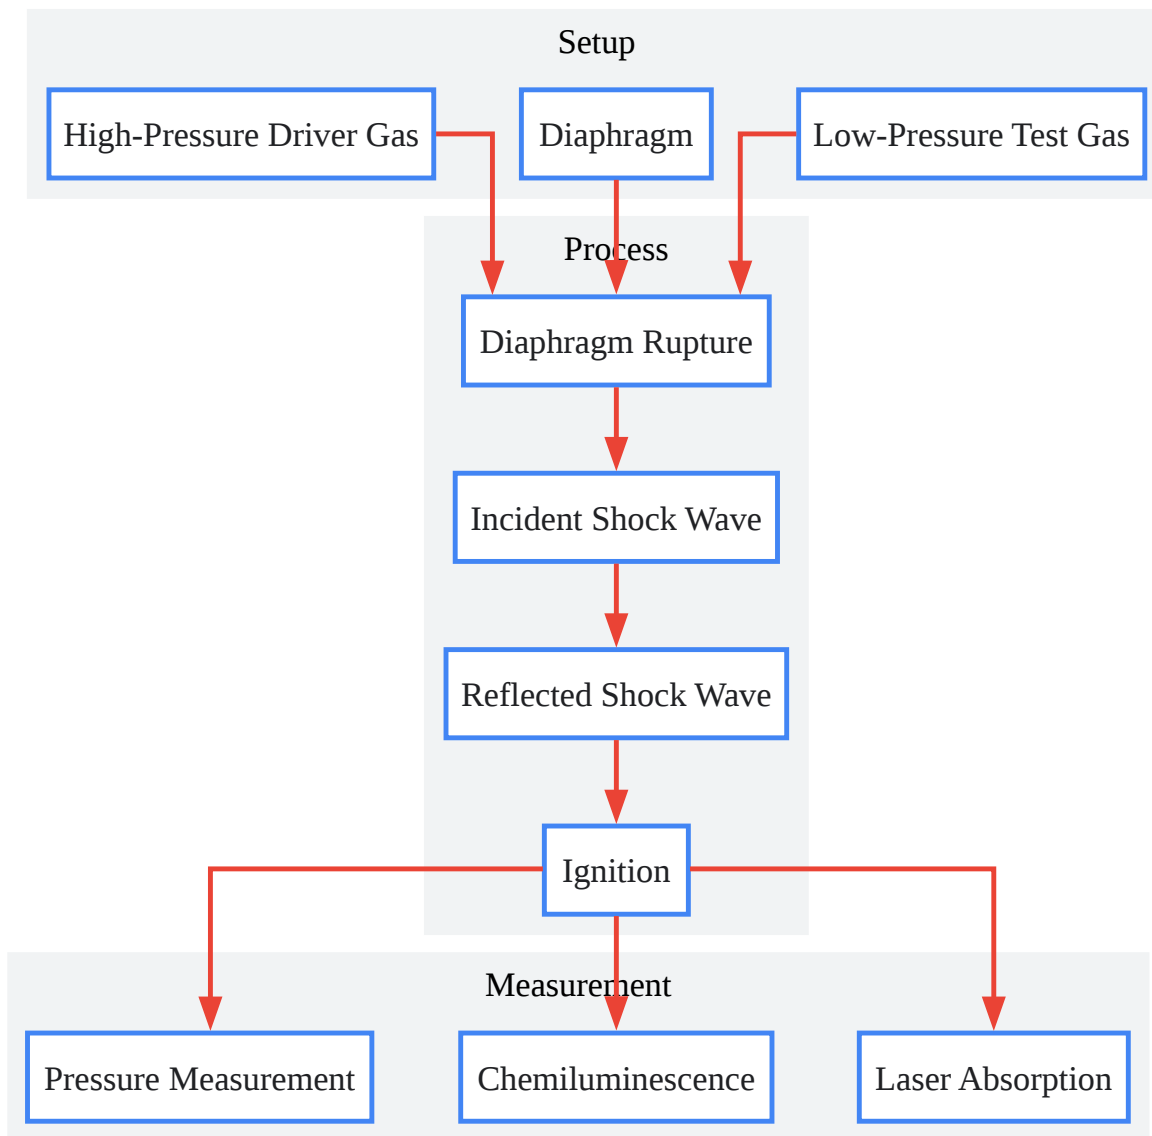 Setup
High-Pressure Driver Gas
Diaphragm
Low-Pressure Test Gas
Process
Diaphragm Rupture
Incident Shock Wave
Reflected Shock Wave
Ignition
Measurement
Pressure Measurement
Chemiluminescence
Laser Absorption